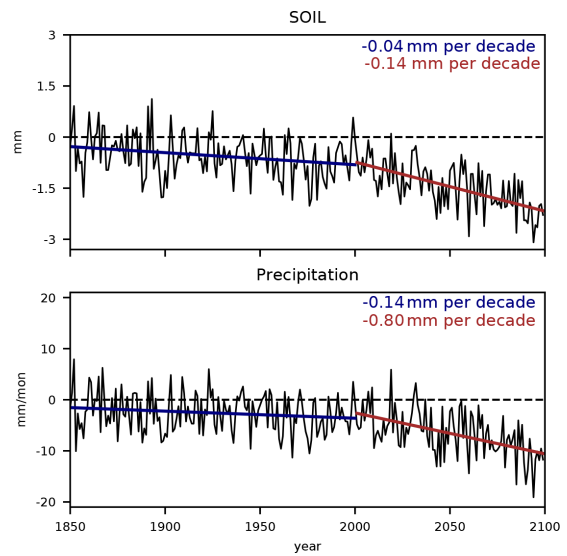 SOIL
-0.04 mm per decade
-0.14 mm per decade
3
1.5
0
-1.5
-3
mm
Precipitation
-0.14 mm per decade
-0.80 mm per decade
20
10
0
-10
-20
mm/mon
1850 1900 1950 2000 2050 2100
year